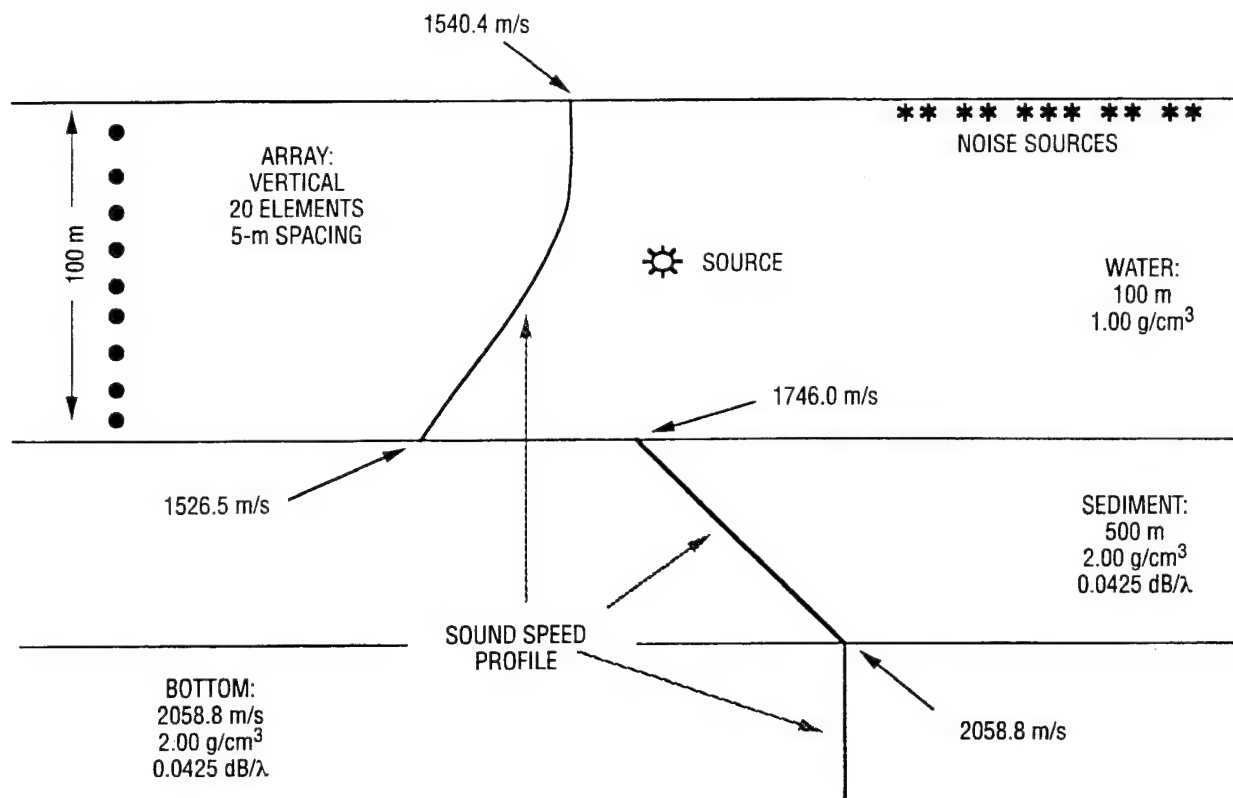 1540.4 m/s
** ** *** ** **
NOISE SOURCES
ARRAY:
VERTICAL
20 ELEMENTS
5-m SPACING
100 m
SOURCE
WATER:
100 m
1.00 g/cm³
1746.0 m/s
1526.5 m/s
SEDIMENT:
500 m
2.00 g/cm³
0.0425 dB/λ
SOUND SPEED
PROFILE
BOTTOM:
2058.8 m/s
2.00 g/cm³
0.0425 dB/λ
2058.8 m/s